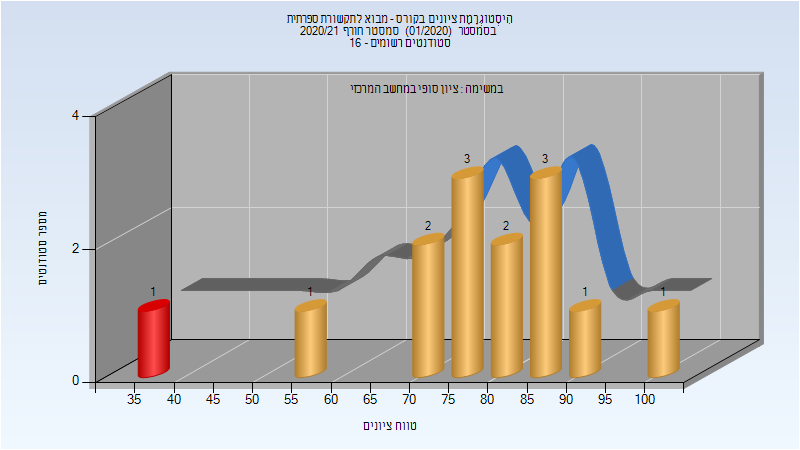 היסטוגרמת ציונים בקורס - מבוא לתקשורת ספרתית
בסמסטר (01/2020) סמסטר חורף 2020/21
סטודנטים רשומים - 16
במשימה : ציון סופי במחשב המרכזי
4
2
0
מספר סטודנטים
1
1
2
3
2
3
1
1
35 40 45 50 55 60 65 70 75 80 85 90 95 100
טווח ציונים